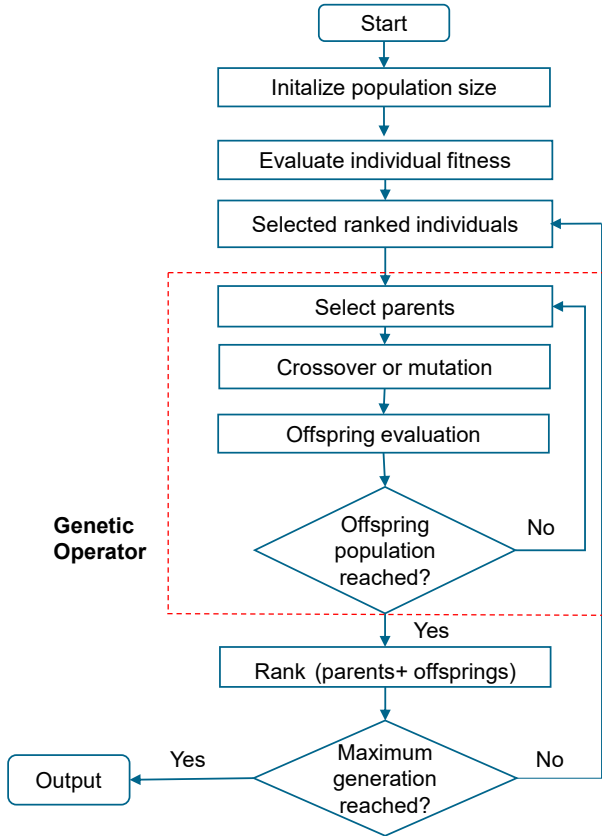 Start
Initalize population size
Evaluate individual fitness
Selected ranked individuals
Select parents
Crossover or mutation
Offspring evaluation
Genetic
Operator
Offspring
population
reached?
No
Yes
Rank (parents+ offsprings)
Maximum
generation
reached?
Yes
No
Output